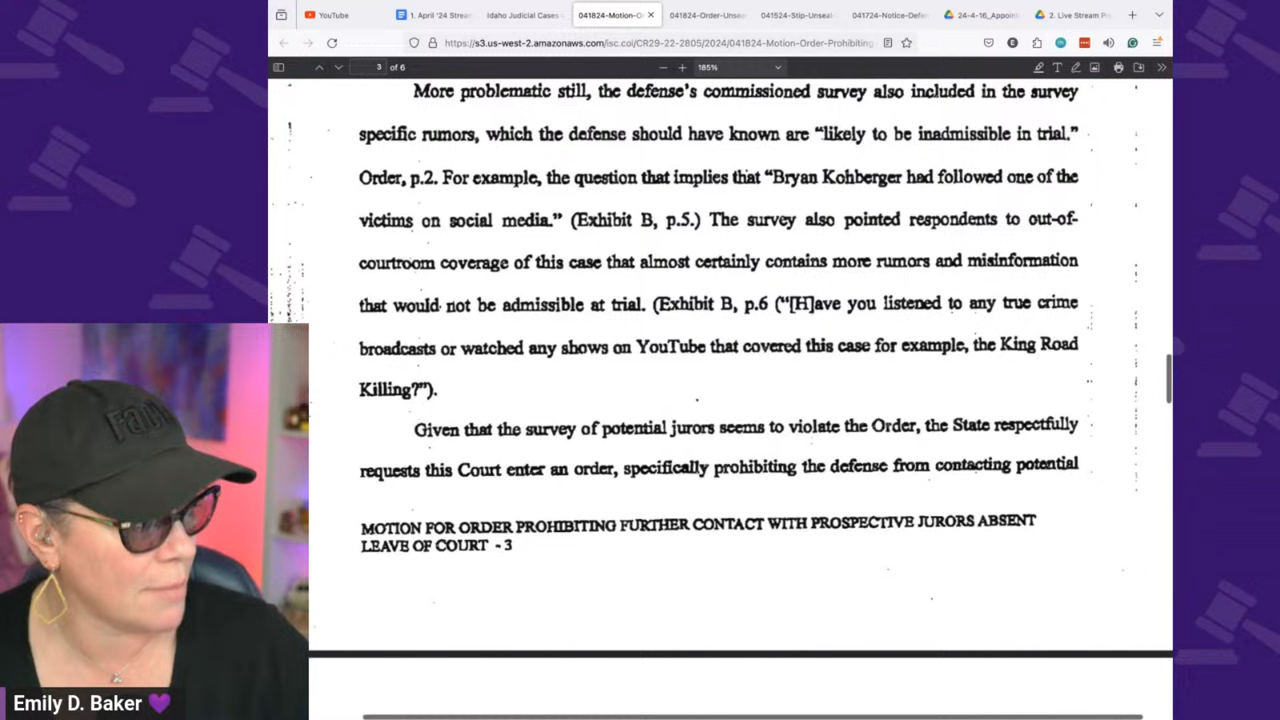 YouTube
1. April '24 Strea
Idaho Judicial Cases
041824-Motion-O
041824-Order-Unsea
041524-Stip-Unseal
041724-Notice-Defe
24-4-16_Appoint
2. Live Stream Pr
https://s3.us-west-2.amazonaws.com/isc.coi/CR29-22-2805/2024/041824-Motion-Order-Prohibiting
3 of 6
185%
More problematic still, the defense's commissioned survey also included in the survey
specific rumors, which the defense should have known are “likely to be inadmissible in trial.”
Order, p.2. For example, the question that implies that “Bryan Kohberger had followed one of the
victims on social media.” (Exhibit B, p.5.) The survey also pointed respondents to out-of-
courtroom coverage of this case that almost certainly contains more rumors and misinformation
that would not be admissible at trial. (Exhibit B, p.6 (“[H]ave you listened to any true crime
broadcasts or watched any shows on YouTube that covered this case for example, the King Road
Killing?”).
Given that the survey of potential jurors seems to violate the Order, the State respectfully
requests this Court enter an order, specifically prohibiting the defense from contacting potential
MOTION FOR ORDER PROHIBITING FURTHER CONTACT WITH PROSPECTIVE JURORS ABSENT
LEAVE OF COURT - 3
Emily D. Baker 💜